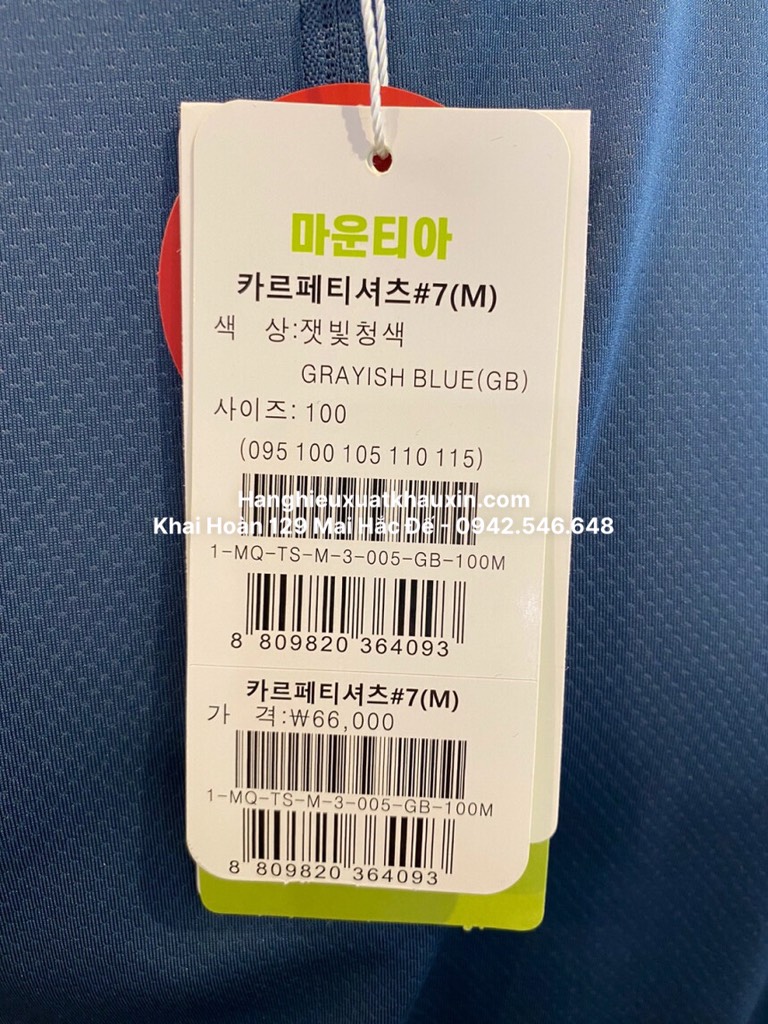 마운티아
카르페티셔츠#7(M)
색 상:잿빛청색
GRAYISH BLUE(GB)
사이즈: 100
(095 100 105 110 115)
Hanghieuxuatkhauxin.com
Khải Hoàn 129 Mai Hắc Đế - 0942.546.648
1-MQ-TS-M-3-005-GB-100M
8 809820 364093
카르페티셔츠#7(M)
가 격:₩66,000
1-MQ-TS-M-3-005-GB-100M
8 809820 364093